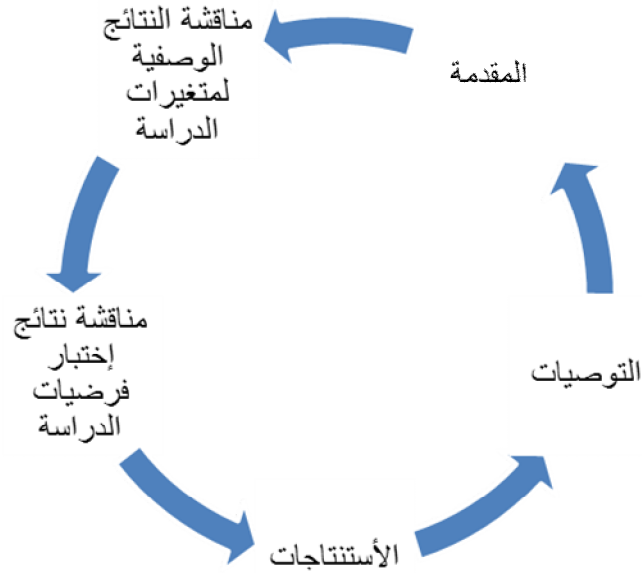 المقدمة
مناقشة النتائج
الوصفية
لمتغيرات
الدراسة
مناقشة نتائج
إختبار
فرضيات
الدراسة
الأستنتاجات
التوصيات